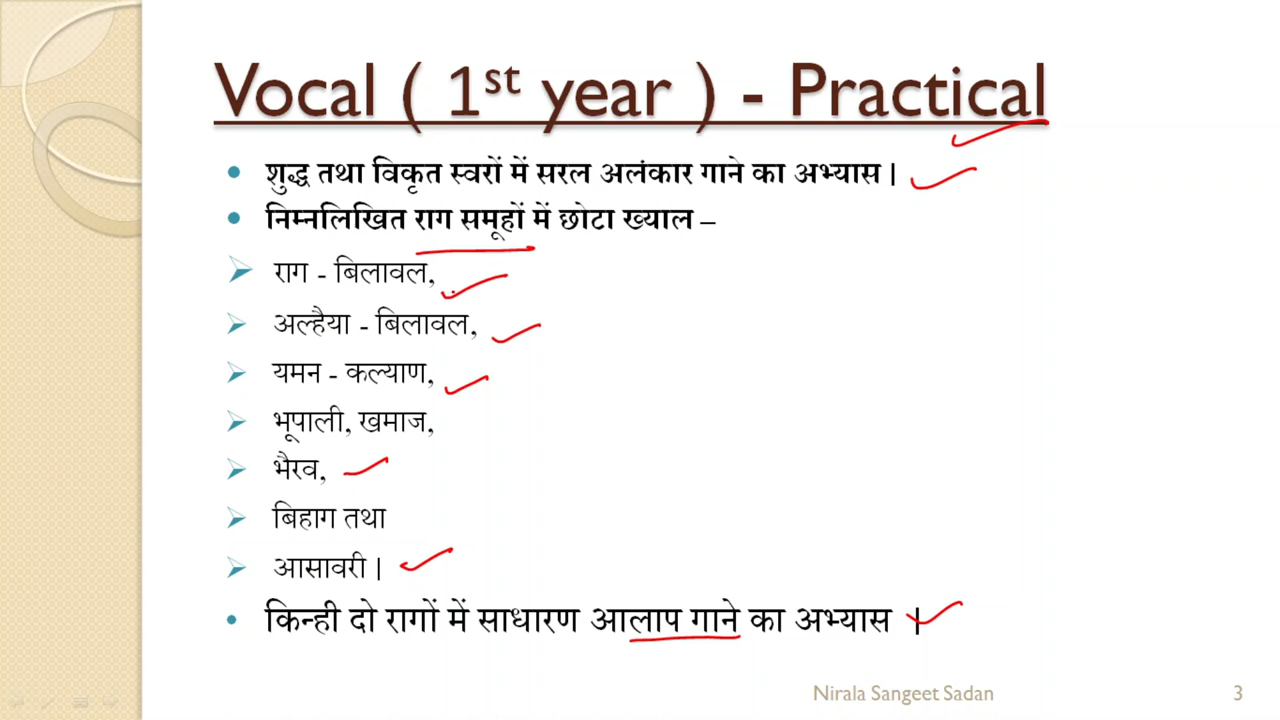 Vocal ( 1st year ) - Practical
• शुद्ध तथा विकृत स्वरों में सरल अलंकार गाने का अभ्यास |
• निम्नलिखित राग समूहों में छोटा ख्याल –
➢ राग - बिलावल,
➢ अल्हैया - बिलावल,
➢ यमन - कल्याण,
➢ भूपाली, खमाज,
➢ भैरव,
➢ बिहाग तथा
➢ आसावरी |
• किन्ही दो रागों में साधारण आलाप गाने का अभ्यास |
Nirala Sangeet Sadan 3